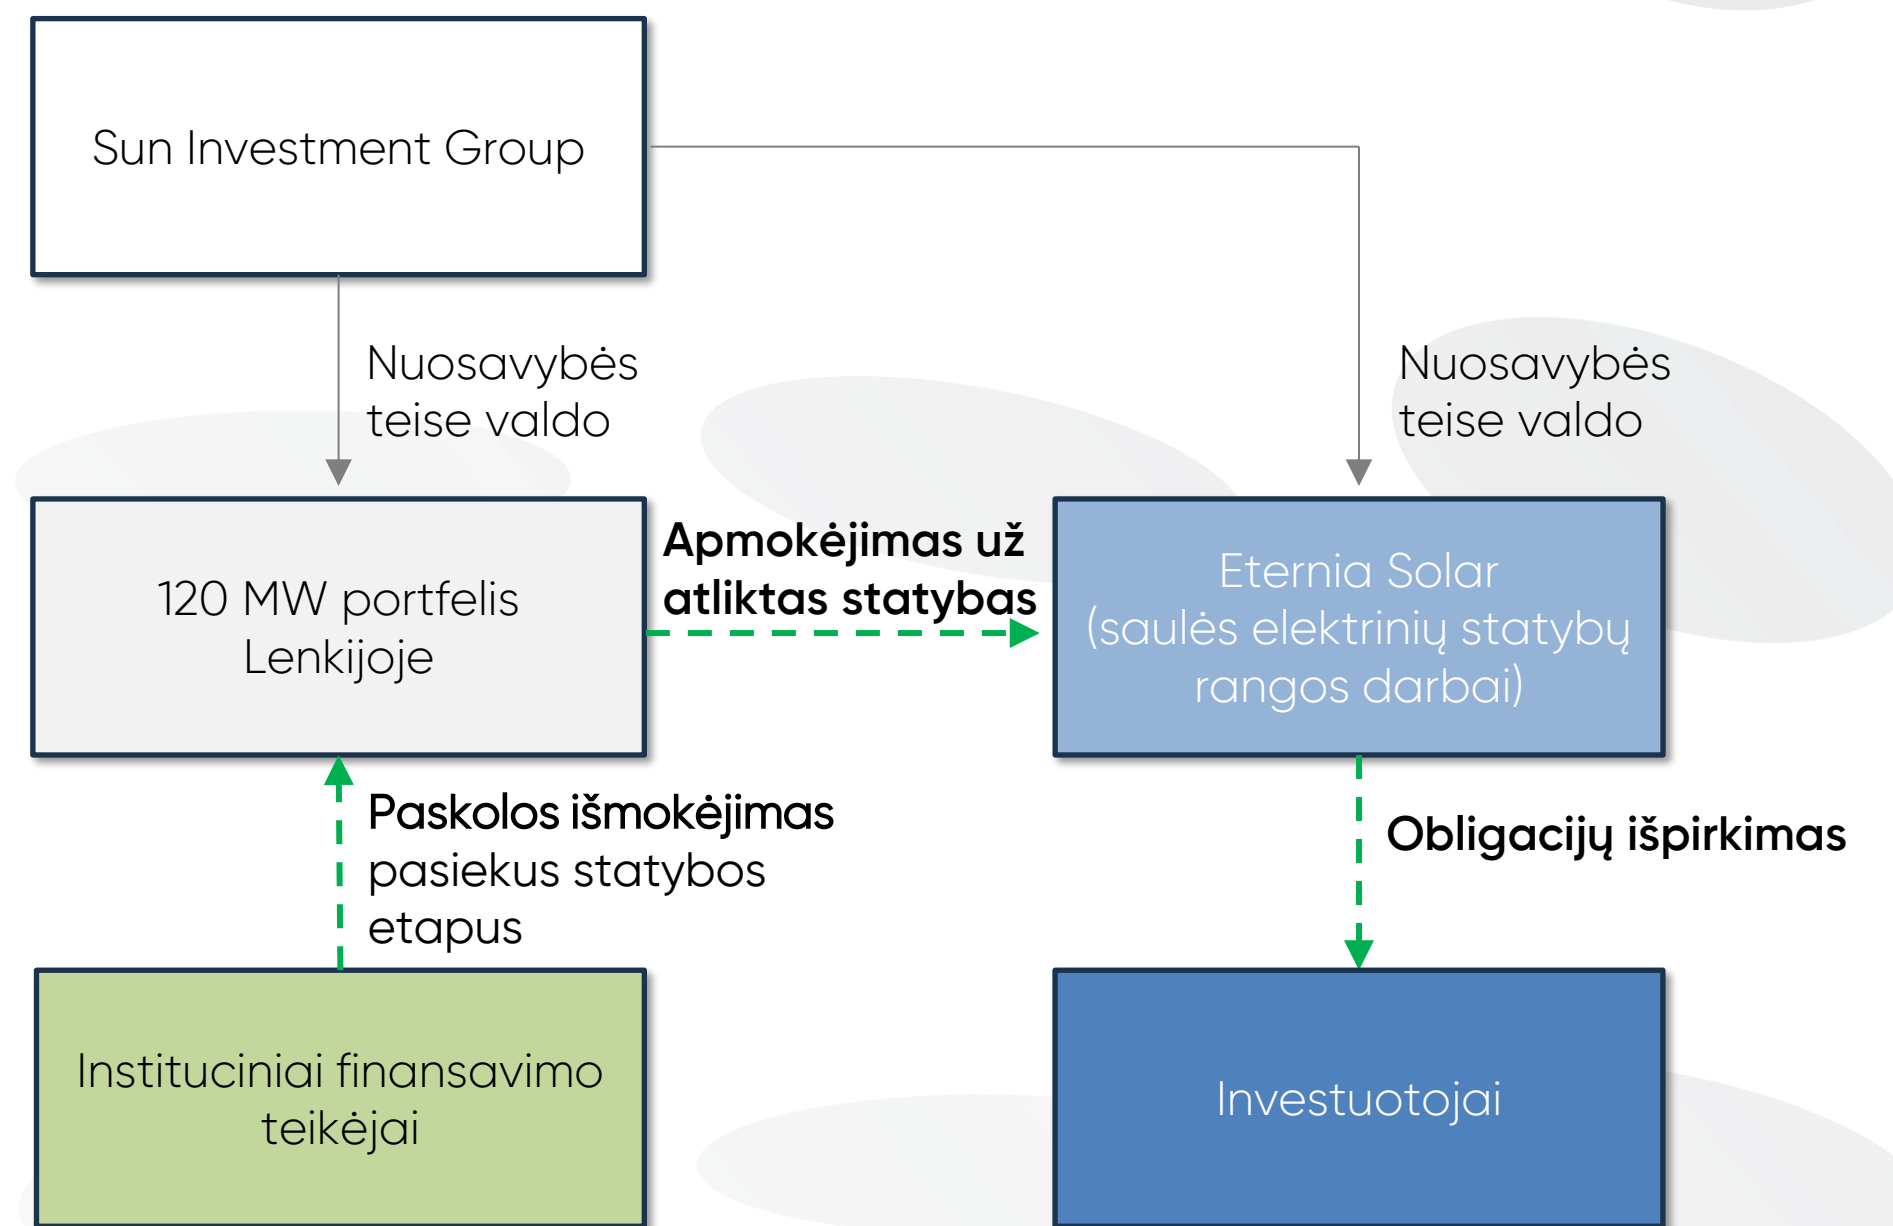 Sun Investment Group
Nuosavybės
teise valdo
Nuosavybės
teise valdo
120 MW portfelis
Lenkijoje
Apmokėjimas už
atliktas statybas
Eternia Solar
(saulės elektrinių statybų
rangos darbai)
Paskolos išmokėjimas
pasiekus statybos
etapus
Obligacijų išpirkimas
Instituciniai finansavimo
teikėjai
Investuotojai